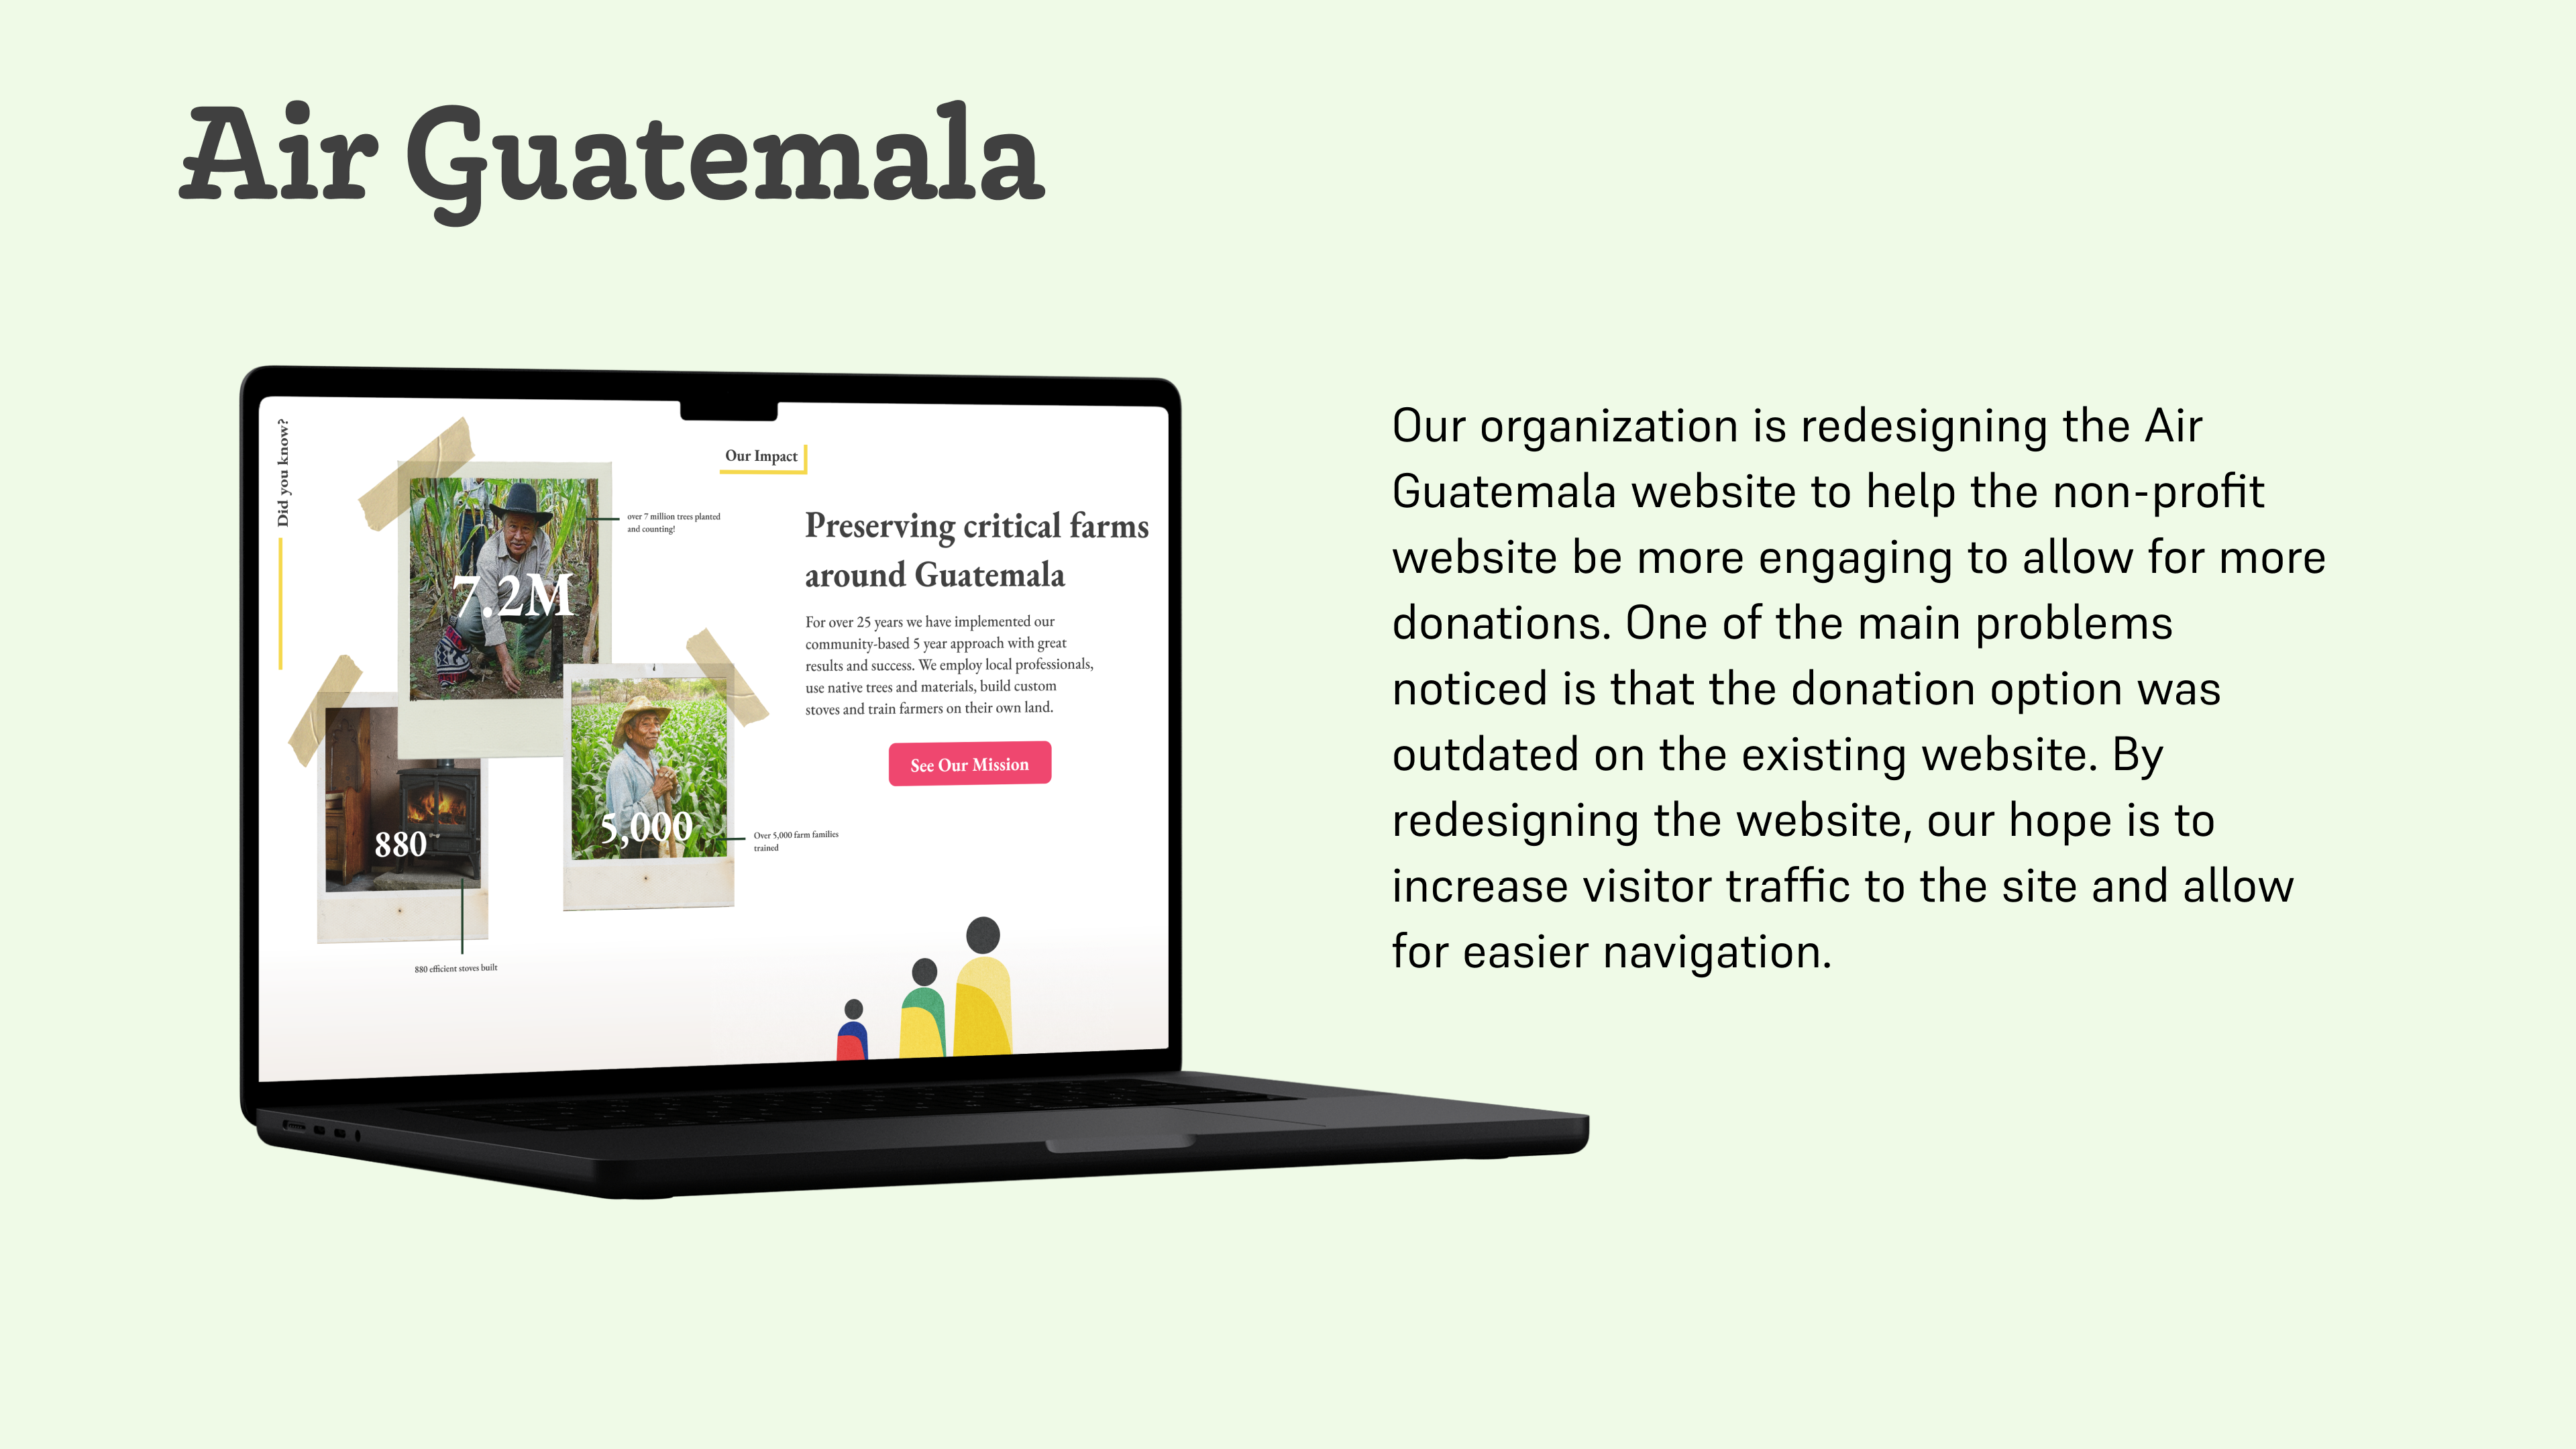 Air Guatemala
Did you know?
Our Impact
over 7 million trees planted
and counting!
7.2M
Preserving critical farms
around Guatemala
For over 25 years we have implemented our
community-based 5 year approach with great
results and success. We employ local professionals,
use native trees and materials, build custom
stoves and train farmers on their own land.
See Our Mission
5,000
Over 5,000 farm families
trained
880
880 efficient stoves built
Our organization is redesigning the Air
Guatemala website to help the non-profit
website be more engaging to allow for more
donations. One of the main problems
noticed is that the donation option was
outdated on the existing website. By
redesigning the website, our hope is to
increase visitor traffic to the site and allow
for easier navigation.